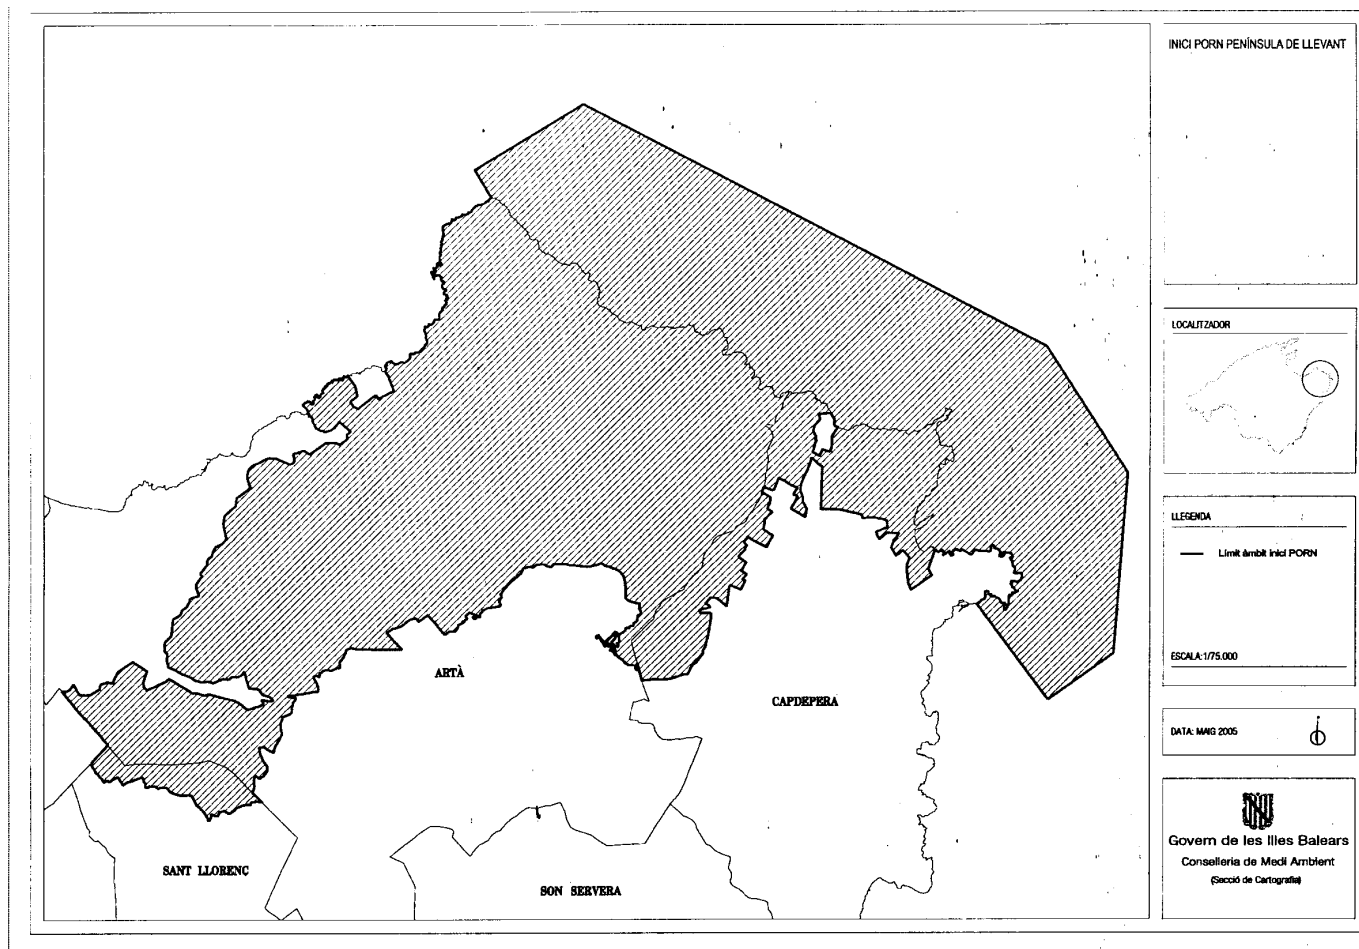 INICI PORN PENÍNSULA DE LLEVANT
LOCALITZADOR
LLEGENDA
Límit àmbit inici PORN
ESCALA:1/75.000
DATA: MAIG 2005
Govern de les Illes Balears
Conselleria de Medi Ambient
(Secció de Cartografia)
ARTÀ
CAPDEPERA
SANT LLORENÇ
SON SERVERA